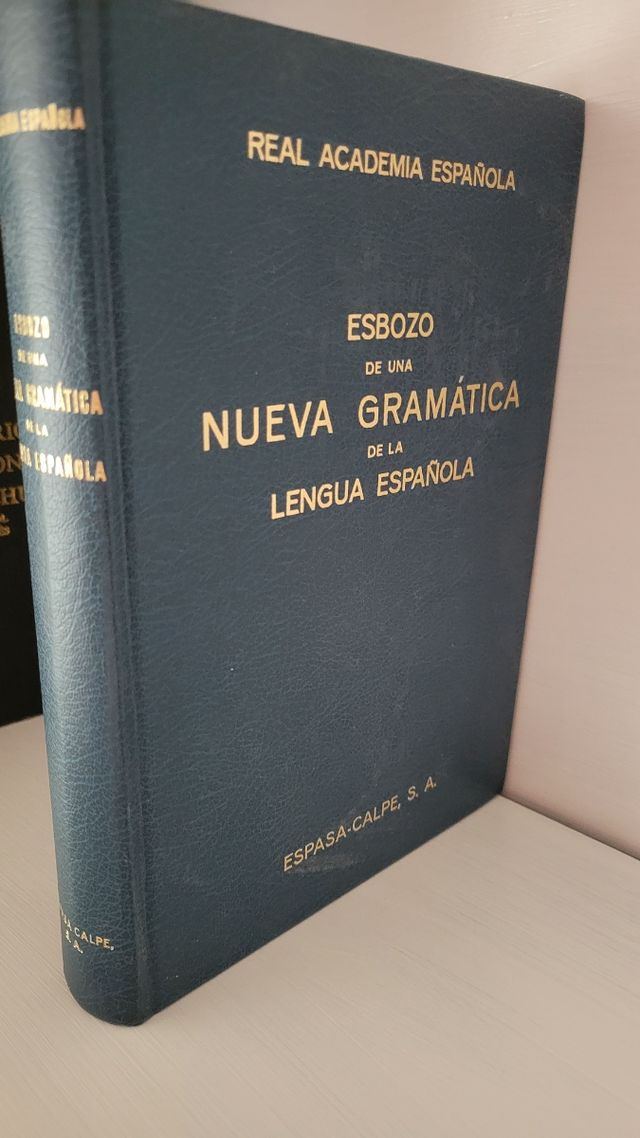 REAL ACADEMIA ESPAÑOLA
ESBOZO
DE UNA
NUEVA GRAMÁTICA
DE LA
LENGUA ESPAÑOLA
ESPASA-CALPE, S. A.
ESPAÑOLA
ESBOZO
DE UNA
GRAMÁTICA
DE LA
ESPAÑOLA
CALPE,
S. A.